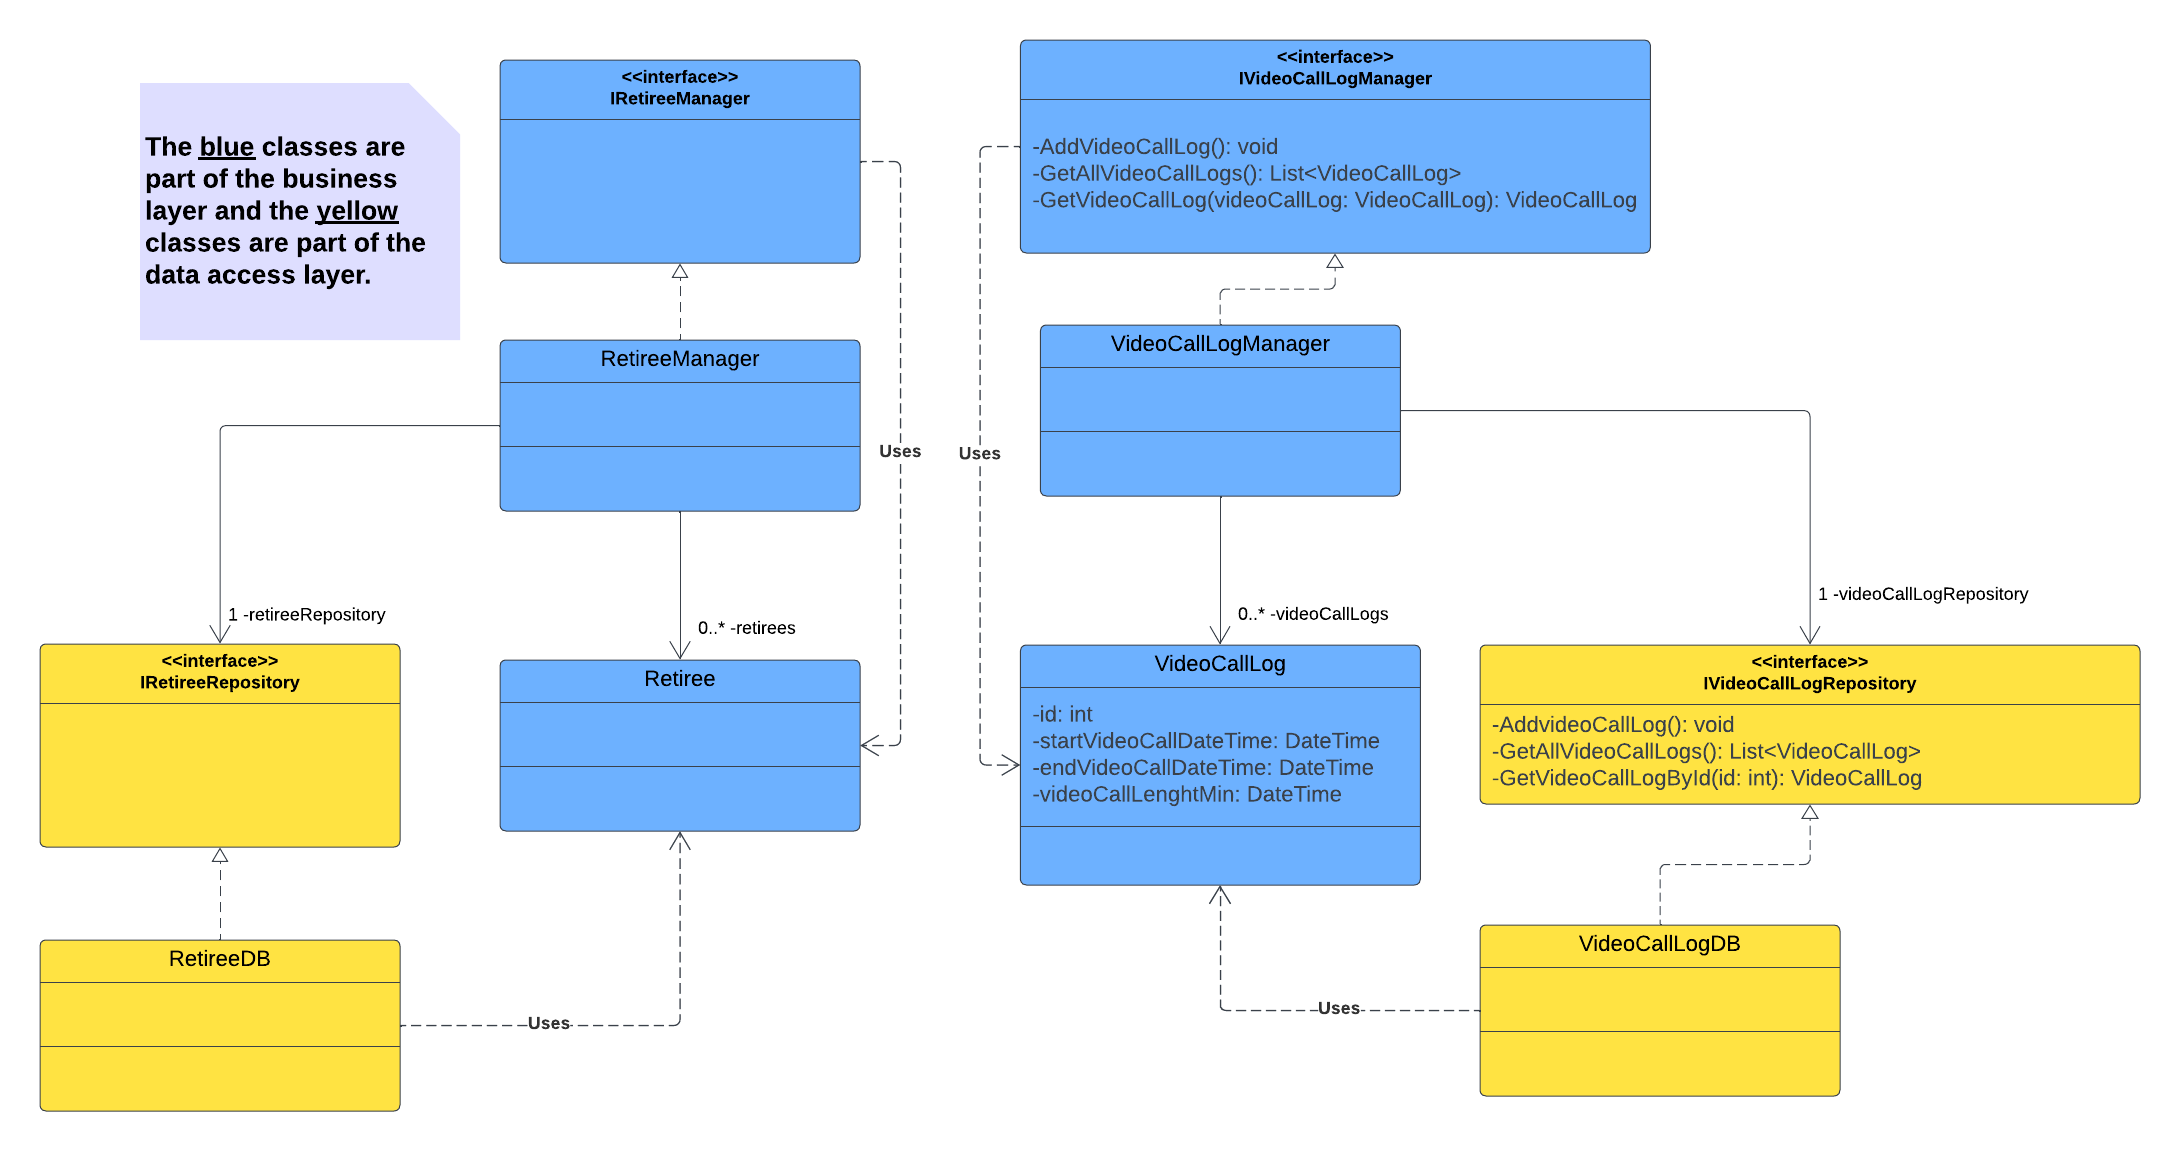 The blue classes are
part of the business
layer and the yellow
classes are part of the
data access layer.
<<interface>>
IRetireeManager
RetireeManager
Uses
1 -retireeRepository
0..* -retirees
<<interface>>
IRetireeRepository
Retiree
RetireeDB
Uses
<<interface>>
IVideoCallLogManager
-AddVideoCallLog(): void
-GetAllVideoCallLogs(): List<VideoCallLog>
-GetVideoCallLog(videoCallLog: VideoCallLog): VideoCallLog
VideoCallLogManager
Uses
0..* -videoCallLogs
1 -videoCallLogRepository
VideoCallLog
-id: int
-startVideoCallDateTime: DateTime
-endVideoCallDateTime: DateTime
-videoCallLenghtMin: DateTime
<<interface>>
IVideoCallLogRepository
-AddvideoCallLog(): void
-GetAllVideoCallLogs(): List<VideoCallLog>
-GetVideoCallLogById(id: int): VideoCallLog
VideoCallLogDB
Uses